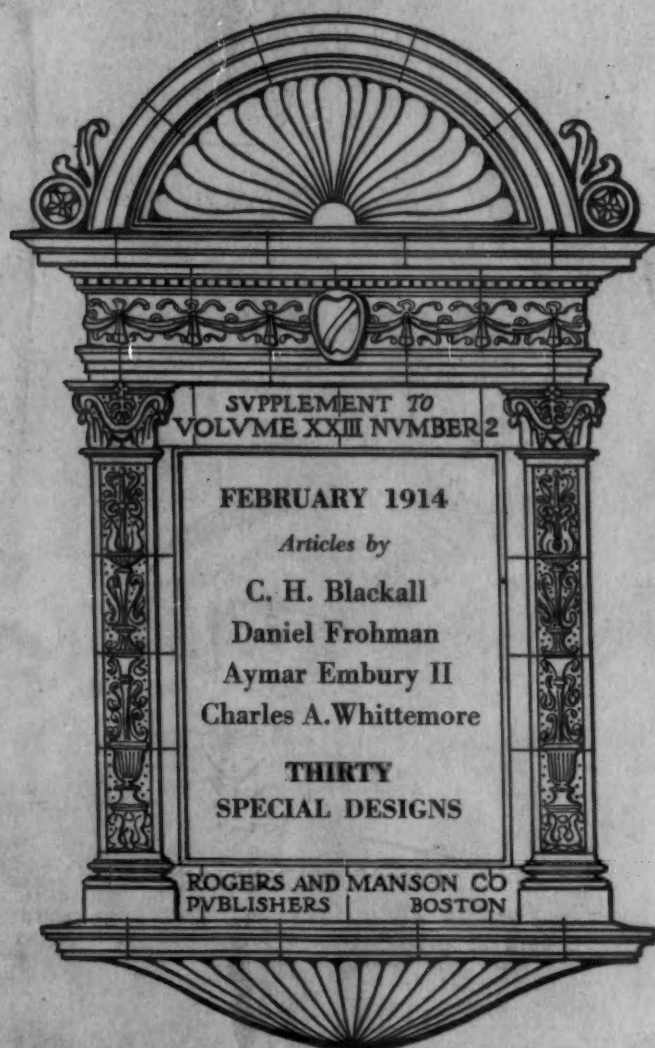 SVPPLEMENT TO
VOLVME XXIII NVMBER 2
FEBRUARY 1914
Articles by
C. H. Blackall
Daniel Frohman
Aymar Embury II
Charles A. Whittemore
THIRTY
SPECIAL DESIGNS
ROGERS AND MANSON CO
PVBLISHERS BOSTON